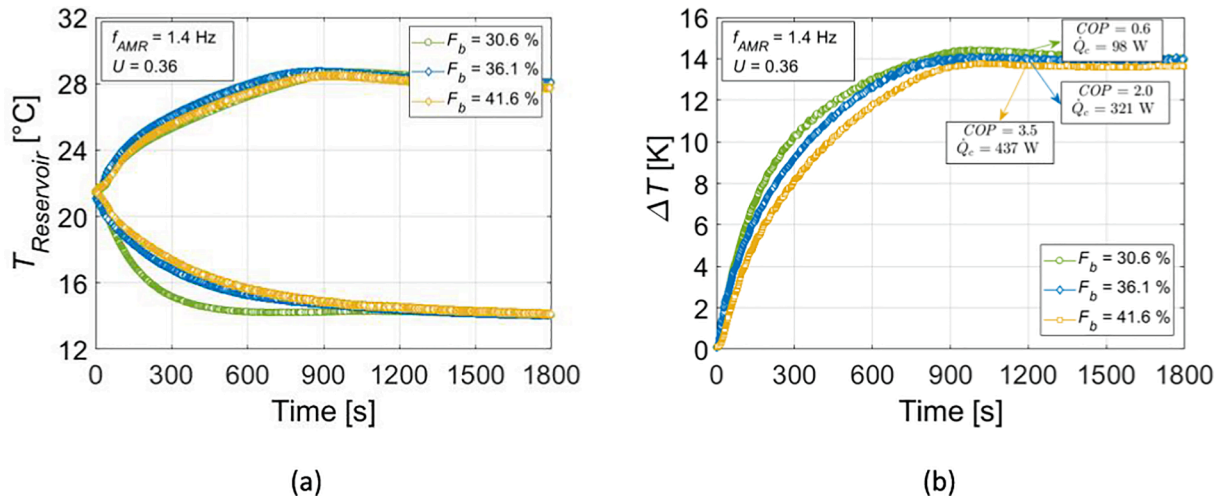 32
28
24
20
16
12
T_Reservoir [°C]
f_AMR = 1.4 Hz
U = 0.36
F_b = 30.6 %
F_b = 36.1 %
F_b = 41.6 %
0 300 600 900 1200 1500 1800
Time [s]
(a)
16
14
12
10
8
6
4
2
0
ΔT [K]
f_AMR = 1.4 Hz
U = 0.36
COP = 0.6
Q̇_c = 98 W
COP = 2.0
Q̇_c = 321 W
COP = 3.5
Q̇_c = 437 W
F_b = 30.6 %
F_b = 36.1 %
F_b = 41.6 %
0 300 600 900 1200 1500 1800
Time [s]
(b)